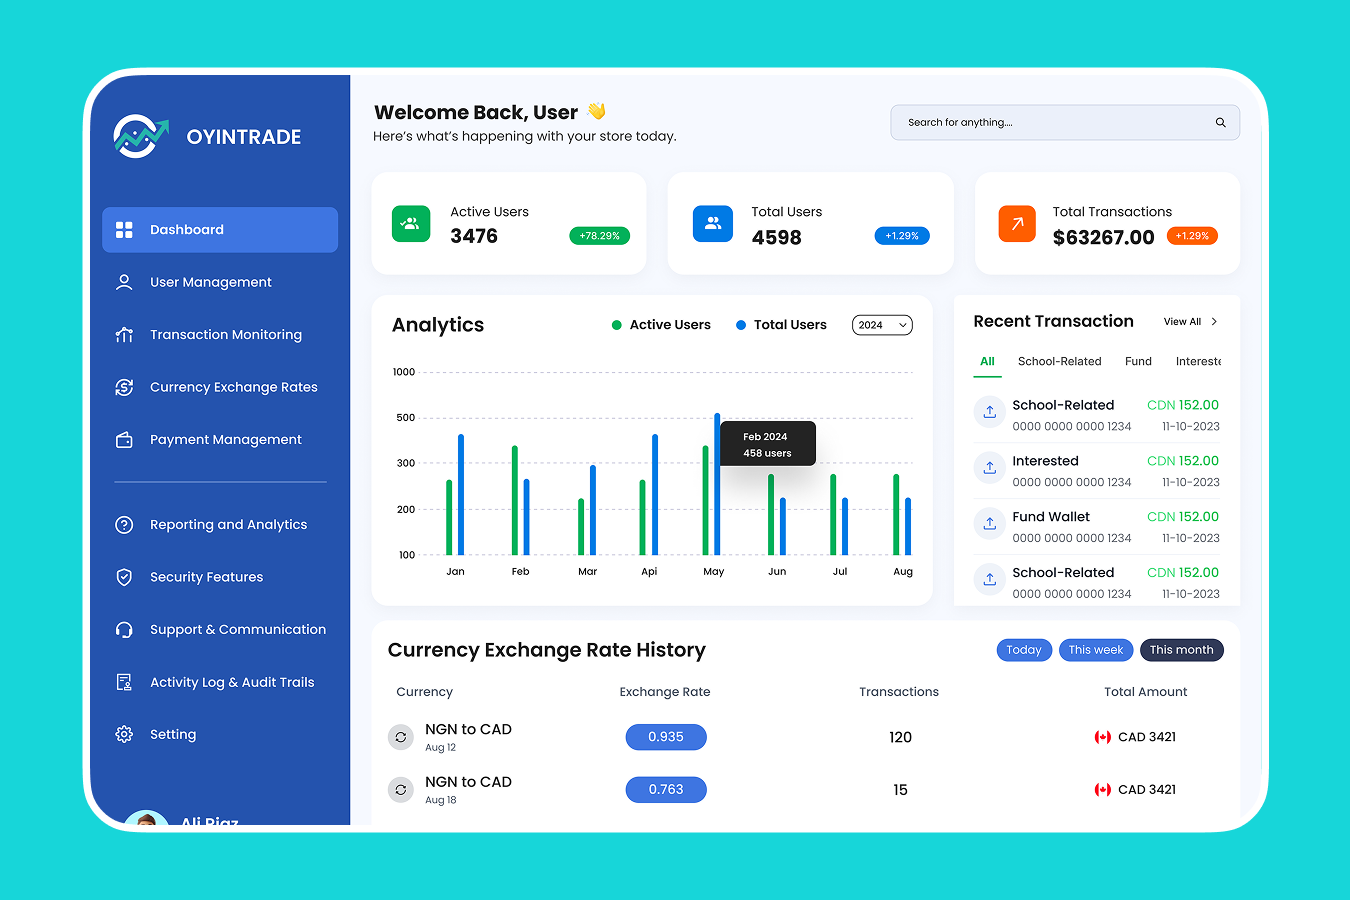 OYINTRADE
Dashboard
User Management
Transaction Monitoring
Currency Exchange Rates
Payment Management
Reporting and Analytics
Security Features
Support & Communication
Activity Log & Audit Trails
Setting
Ali Riaz
Welcome Back, User 👋
Here's what's happening with your store today.
Search for anything....
Active Users
3476
+78.29%
Total Users
4598
+1.29%
Total Transactions
$63267.00
+1.29%
Analytics
Active Users
Total Users
2024
1000
500
300
200
100
Feb 2024
458 users
Jan Feb Mar Api May Jun Jul Aug
Recent Transaction
View All
All School-Related Fund Intereste
School-Related CDN 152.00
0000 0000 0000 1234 11-10-2023
Interested CDN 152.00
0000 0000 0000 1234 11-10-2023
Fund Wallet CDN 152.00
0000 0000 0000 1234 11-10-2023
School-Related CDN 152.00
0000 0000 0000 1234 11-10-2023
Currency Exchange Rate History
Today This week This month
Currency Exchange Rate Transactions Total Amount
NGN to CAD 0.935 120 CAD 3421
Aug 12
NGN to CAD 0.763 15 CAD 3421
Aug 18